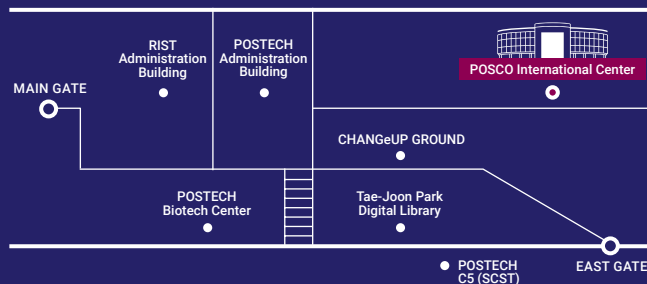 RIST
Administration
Building
POSTECH
Administration
Building
POSCO International Center
MAIN GATE
CHANGeUP GROUND
POSTECH
Biotech Center
Tae-Joon Park
Digital Library
POSTECH
C5 (SCST)
EAST GATE